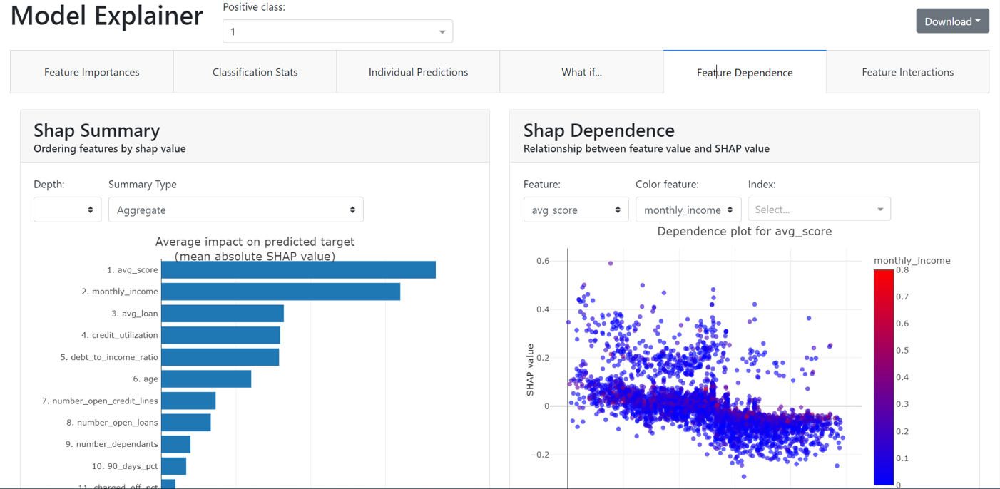 Model Explainer
Positive class:
1
Download
Feature Importances
Classification Stats
Individual Predictions
What if...
Feature Dependence
Feature Interactions
Shap Summary
Ordering features by shap value
Depth:
Summary Type
Aggregate
Average impact on predicted target
(mean absolute SHAP value)
1. avg_score
2. monthly_income
3. avg_loan
4. credit_utilization
5. debt_to_income_ratio
6. age
7. number_open_credit_lines
8. number_open_loans
9. number_dependants
10. 90_days_pct
11. charged_off_pct
Shap Dependence
Relationship between feature value and SHAP value
Feature:
Color feature:
Index:
avg_score
monthly_income
Select...
Dependence plot for avg_score
SHAP value
0.6
0.4
0.2
0
−0.2
monthly_income
0.8
0.7
0.6
0.5
0.4
0.3
0.2
0.1
0